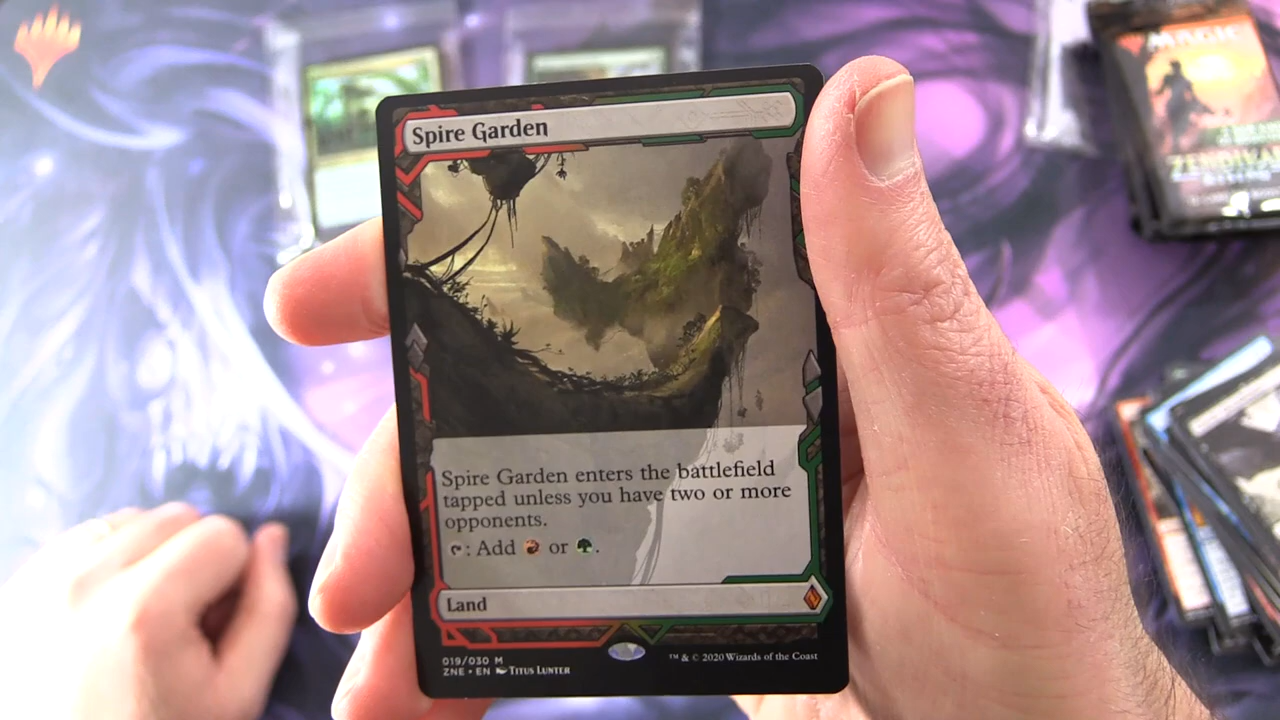 MAGIC
Spire Garden
Spire Garden enters the battlefield
tapped unless you have two or more
opponents.
: Add or .
Land
019/030 M
ZNE • EN Titus Lunter
™ & © 2020 Wizards of the Coast